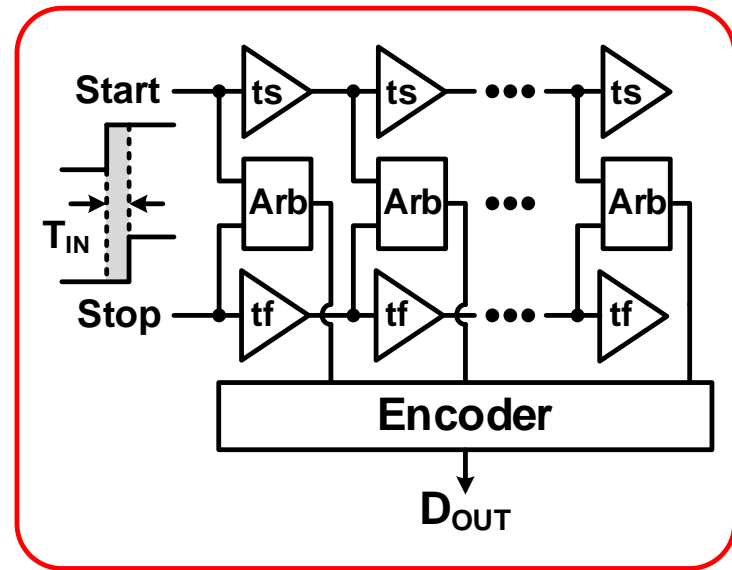 Start ts ts ••• ts
Arb Arb ••• Arb
TIN
Stop tf tf ••• tf
Encoder
DOUT